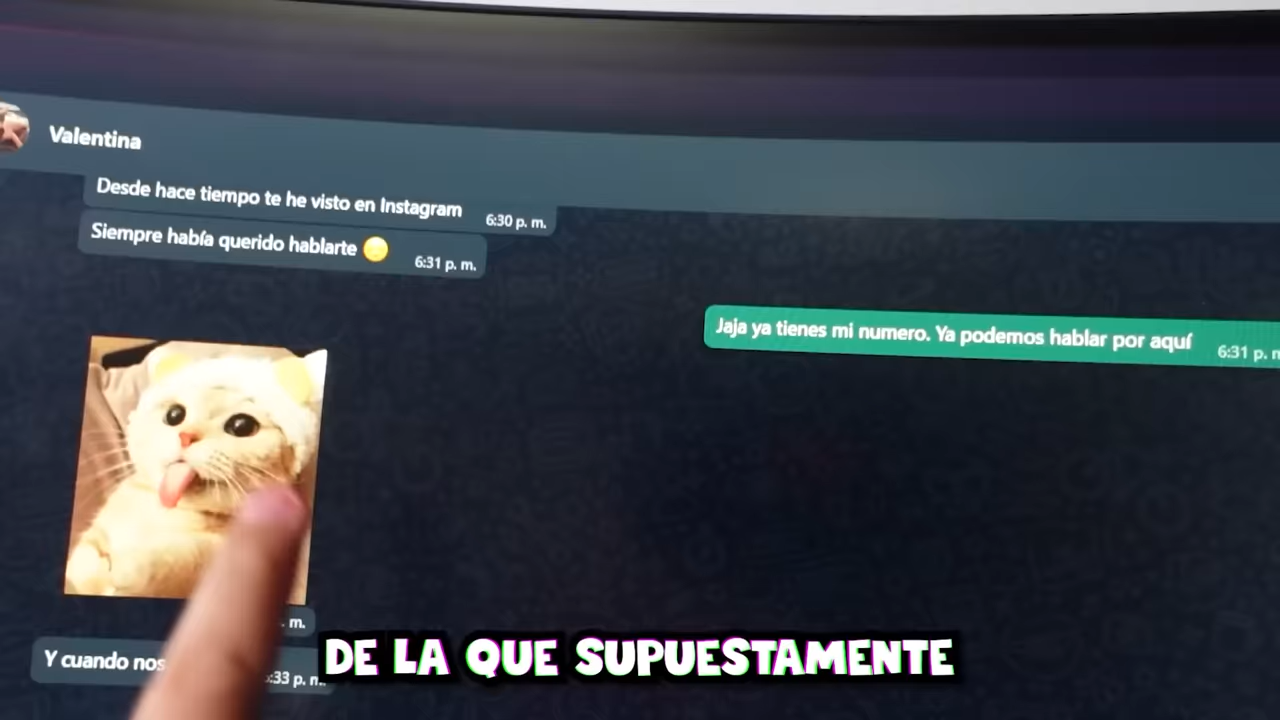 Valentina
Desde hace tiempo te he visto en Instagram 6:30 p. m.
Siempre había querido hablarte 6:31 p. m.
Jaja ya tienes mi numero. Ya podemos hablar por aquí 6:31 p. m
. m.
Y cuando nos :33 p. m.
DE LA QUE SUPUESTAMENTE